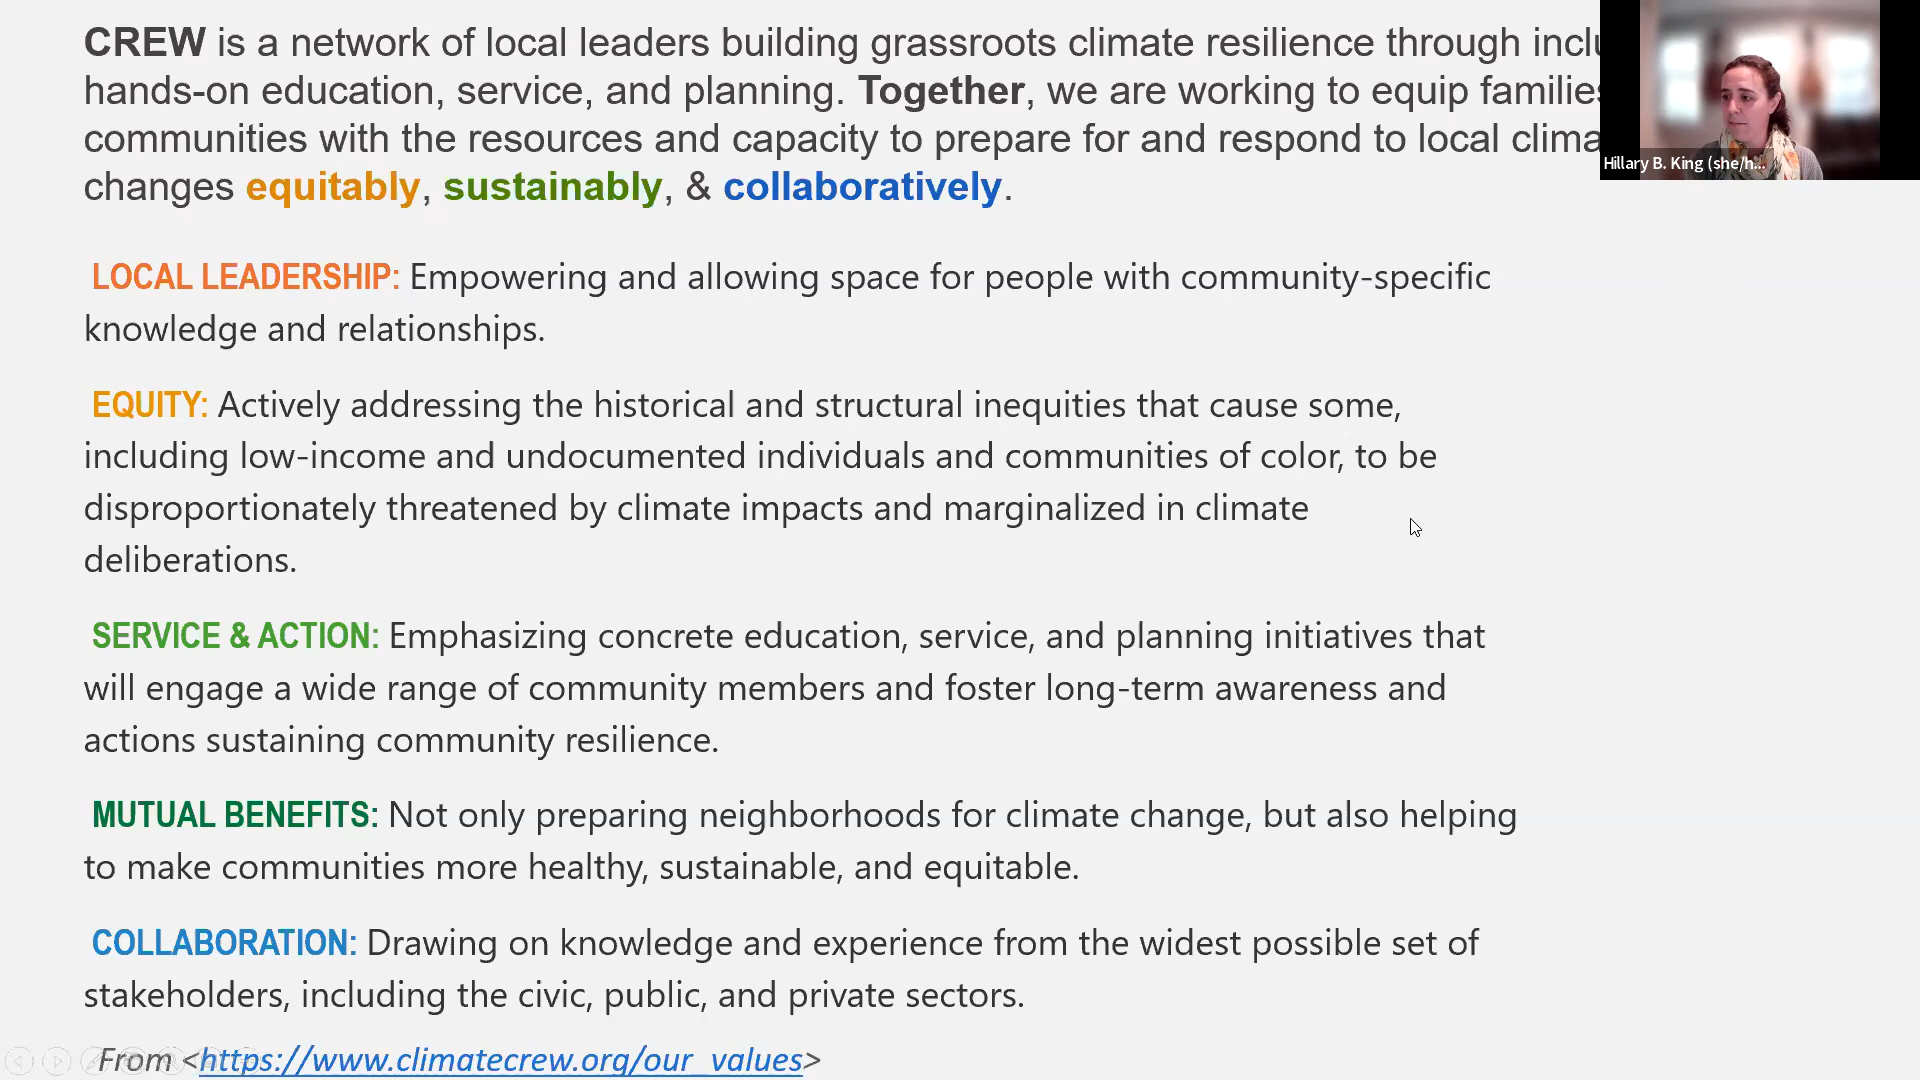 CREW is a network of local leaders building grassroots climate resilience through
hands-on education, service, and planning. Together, we are working to equip
communities with the resources and capacity to prepare for and respond to local
changes equitably, sustainably, & collaboratively.
Hillary B. King (she/h...
LOCAL LEADERSHIP: Empowering and allowing space for people with community-specific
knowledge and relationships.
EQUITY: Actively addressing the historical and structural inequities that cause some,
including low-income and undocumented individuals and communities of color, to be
disproportionately threatened by climate impacts and marginalized in climate
deliberations.
SERVICE & ACTION: Emphasizing concrete education, service, and planning initiatives that
will engage a wide range of community members and foster long-term awareness and
actions sustaining community resilience.
MUTUAL BENEFITS: Not only preparing neighborhoods for climate change, but also helping
to make communities more healthy, sustainable, and equitable.
COLLABORATION: Drawing on knowledge and experience from the widest possible set of
stakeholders, including the civic, public, and private sectors.
From <https://www.climatecrew.org/our_values>